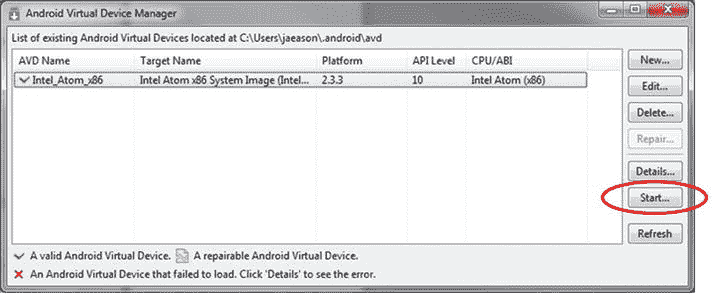 Android Virtual Device Manager
List of existing Android Virtual Devices located at C:\Users\jaeason\.android\avd
AVD Name Target Name Platform API Level CPU/ABI
Intel_Atom_x86 Intel Atom x86 System Image (Intel... 2.3.3 10 Intel Atom (x86)
New...
Edit...
Delete...
Repair...
Details...
Start...
Refresh
A valid Android Virtual Device. A repairable Android Virtual Device.
An Android Virtual Device that failed to load. Click 'Details' to see the error.